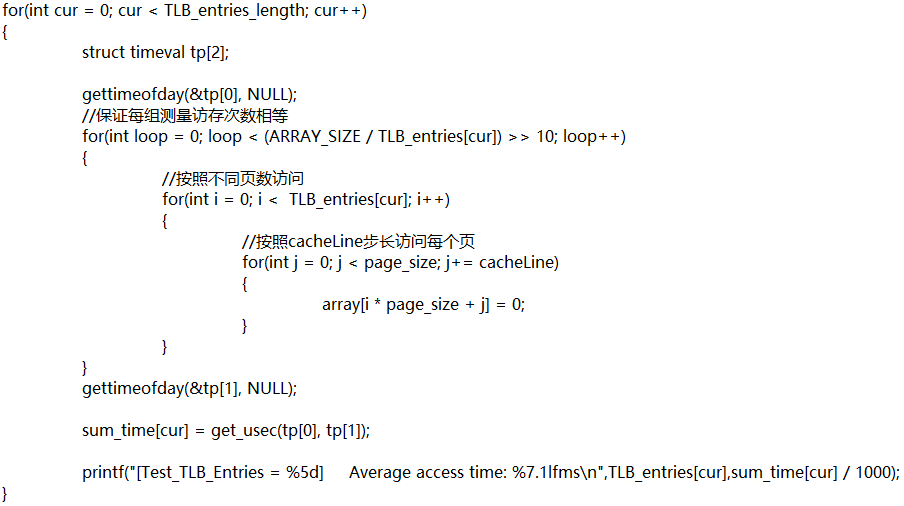 for(int cur = 0; cur < TLB_entries_length; cur++)
{
struct timeval tp[2];
gettimeofday(&tp[0], NULL);
//保证每组测量访存次数相等
for(int loop = 0; loop < (ARRAY_SIZE / TLB_entries[cur]) >> 10; loop++)
{
//按照不同页数访问
for(int i = 0; i <  TLB_entries[cur]; i++)
{
//按照cacheLine步长访问每个页
for(int j = 0; j < page_size; j+= cacheLine)
{
array[i * page_size + j] = 0;
}
}
}
gettimeofday(&tp[1], NULL);
sum_time[cur] = get_usec(tp[0], tp[1]);
printf("[Test_TLB_Entries = %5d]     Average access time: %7.1lfms\n",TLB_entries[cur],sum_time[cur] / 1000);
}